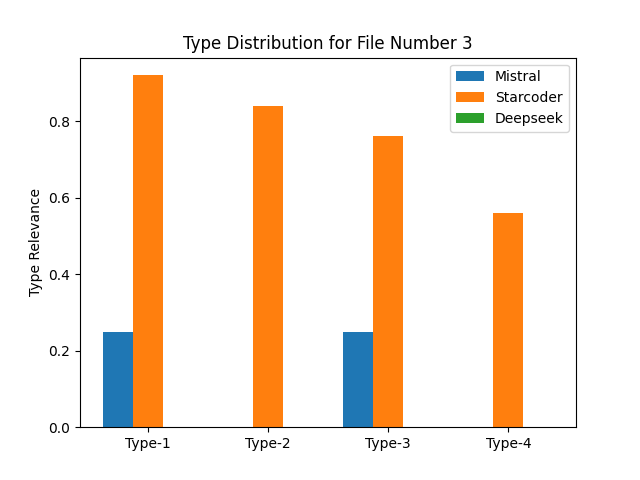 Type Distribution for File Number 3
Mistral
Starcoder
Deepseek
Type Relevance
0.8
0.6
0.4
0.2
0.0
Type-1 Type-2 Type-3 Type-4